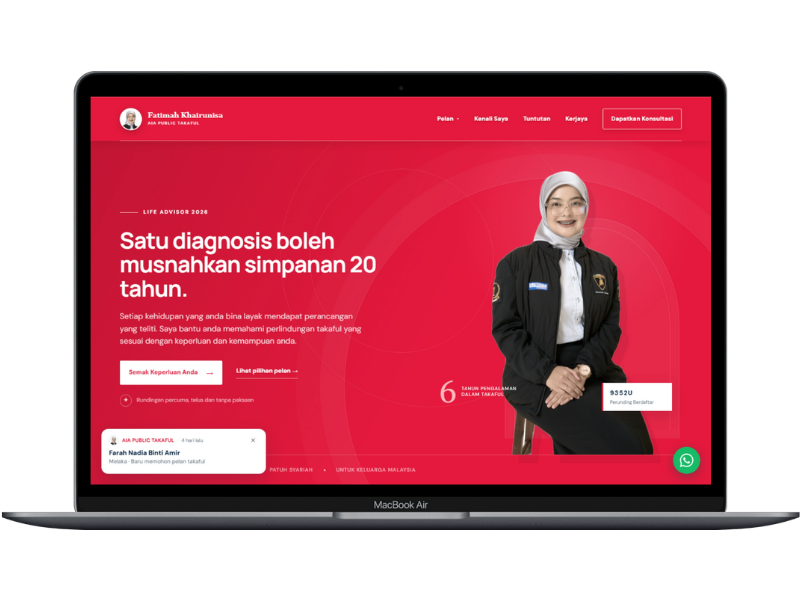 Fatimah Khairunisa
AIA PUBLIC TAKAFUL
Pelan
Kenali Saya
Tuntutan
Kerjaya
Dapatkan Konsultasi
LIFE ADVISOR 2026
Satu diagnosis boleh
musnahkan simpanan 20
tahun.
Setiap kehidupan yang anda bina layak mendapat perancangan
yang teliti. Saya bantu anda memahami perlindungan takaful yang
sesuai dengan keperluan dan kemampuan anda.
Semak Keperluan Anda →
Lihat pilihan pelan →
Rundingan percuma, telus dan tanpa paksaan
6 TAHUN PENGALAMAN
DALAM TAKAFUL
9352U
Perunding Berdaftar
AIA PUBLIC TAKAFUL 4 hari lalu ×
Farah Nadia Binti Amir
Melaka · Baru memohon pelan takaful
PATUH SYARIAH • UNTUK KELUARGA MALAYSIA
MacBook Air